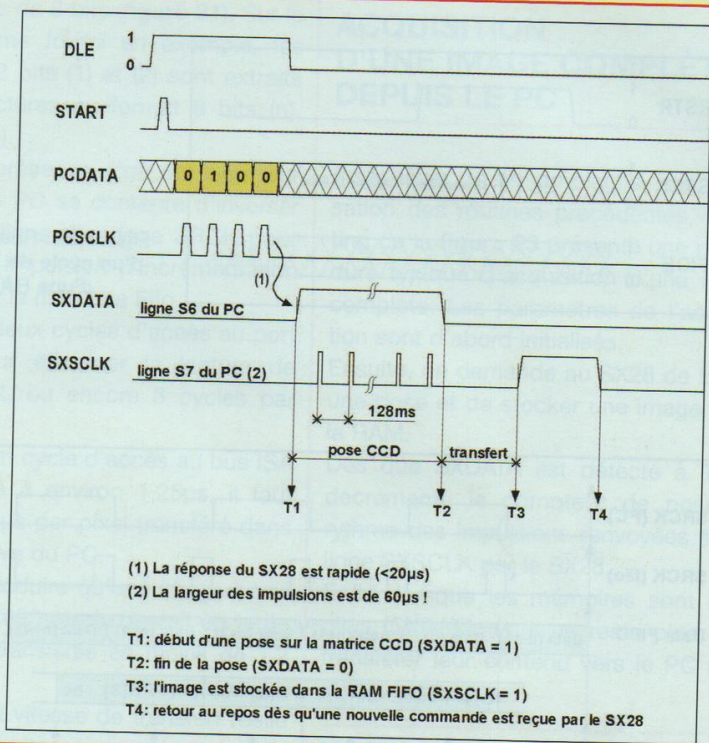 DLE
1
0
START
PCDATA
0 1 0 0
PCSCLK
(1)
SXDATA
ligne S6 du PC
SXSCLK
ligne S7 du PC (2)
128ms
pose CCD
transfert
T1
T2
T3
T4
(1) La réponse du SX28 est rapide (<20µs)
(2) La largeur des impulsions est de 60µs !
T1: début d'une pose sur la matrice CCD (SXDATA = 1)
T2: fin de la pose (SXDATA = 0)
T3: l'image est stockée dans la RAM FIFO (SXSCLK = 1)
T4: retour au repos dès qu'une nouvelle commande est reçue par le SX28